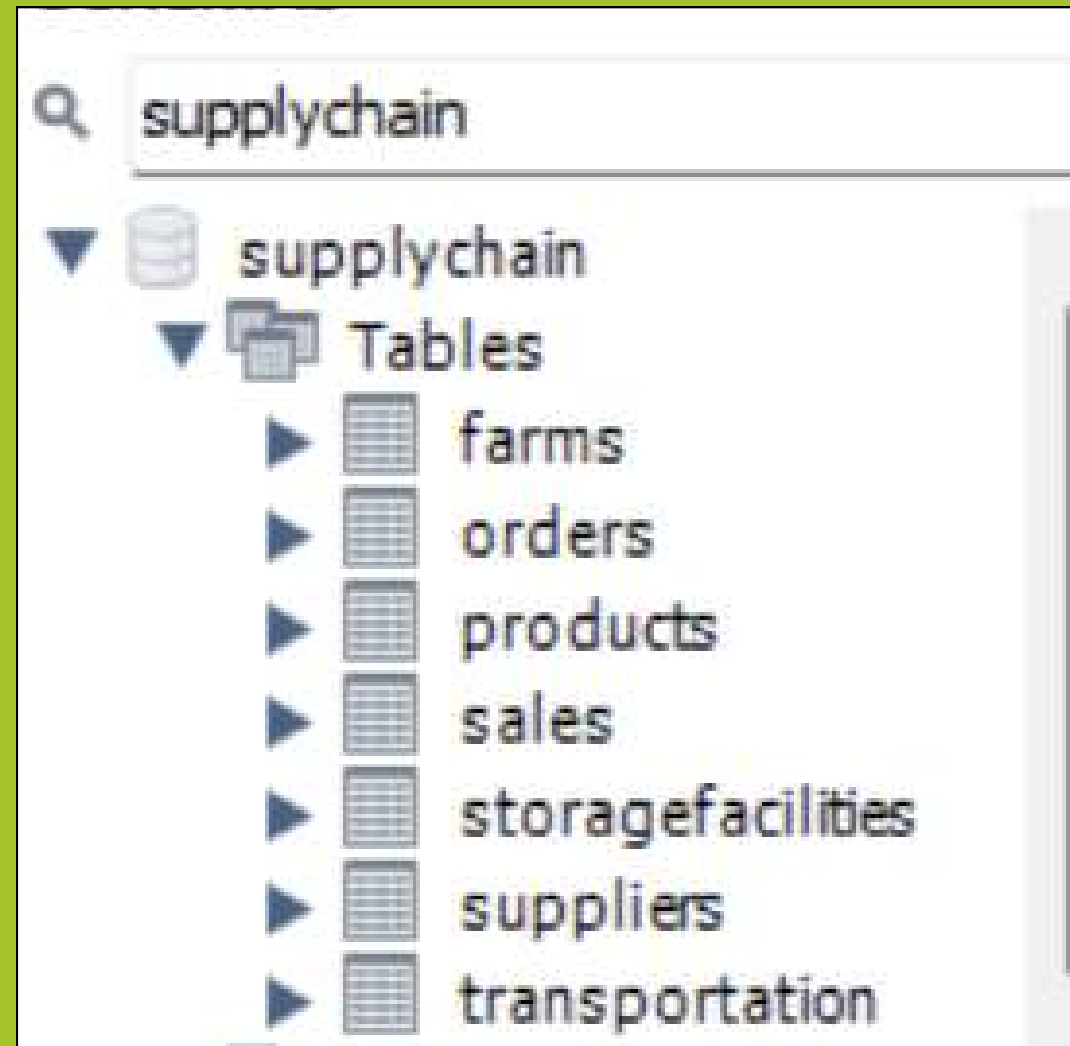 supplychain
supplychain
Tables
farms
orders
products
sales
storagefacilities
suppliers
transportation